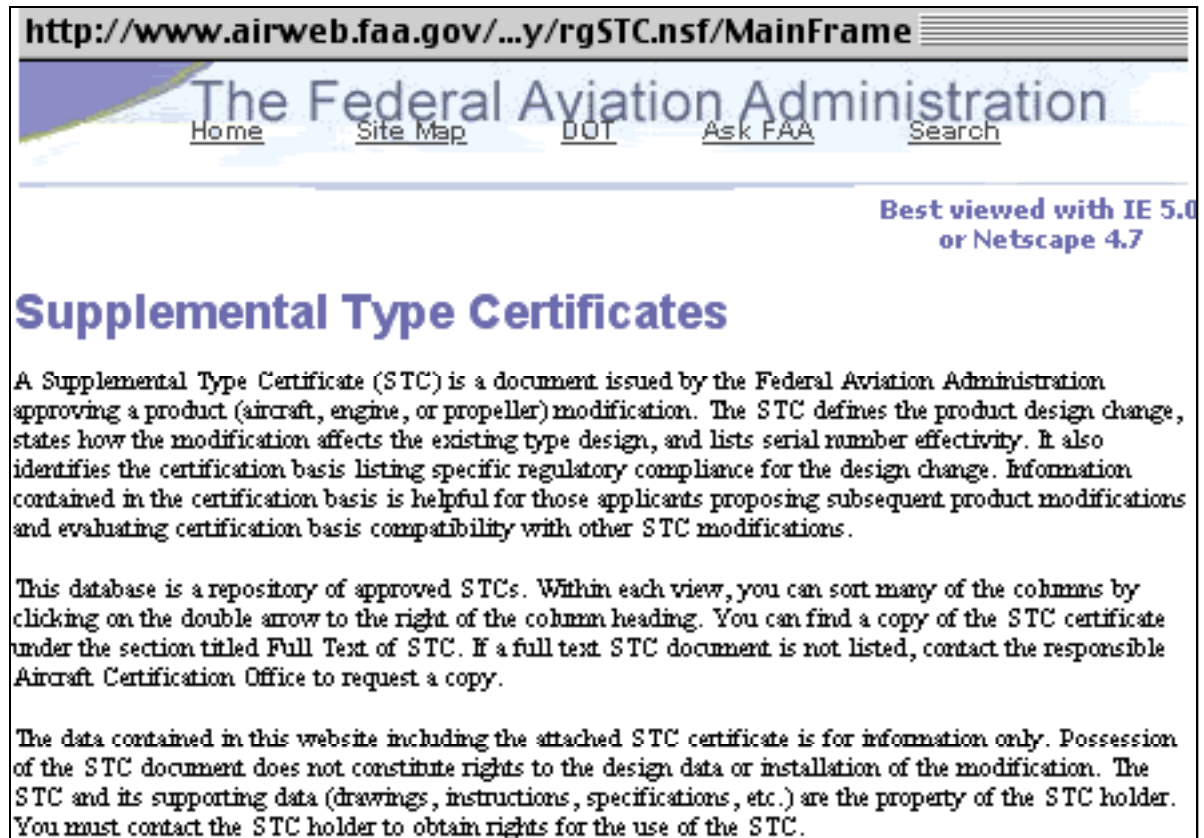 http://www.airweb.faa.gov/...y/rgSTC.nsf/MainFrame
The Federal Aviation Administration
Home Site Map DOT Ask FAA Search
Best viewed with IE 5.0
or Netscape 4.7
Supplemental Type Certificates
A Supplemental Type Certificate (STC) is a document issued by the Federal Aviation Administration
approving a product (aircraft, engine, or propeller) modification. The STC defines the product design change,
states how the modification affects the existing type design, and lists serial number effectivity. It also
identifies the certification basis listing specific regulatory compliance for the design change. Information
contained in the certification basis is helpful for those applicants proposing subsequent product modifications
and evaluating certification basis compatibility with other STC modifications.
This database is a repository of approved STCs. Within each view, you can sort many of the columns by
clicking on the double arrow to the right of the column heading. You can find a copy of the STC certificate
under the section titled Full Text of STC. If a full text STC document is not listed, contact the responsible
Aircraft Certification Office to request a copy.
The data contained in this website including the attached STC certificate is for information only. Possession
of the STC document does not constitute rights to the design data or installation of the modification. The
STC and its supporting data (drawings, instructions, specifications, etc.) are the property of the STC holder.
You must contact the STC holder to obtain rights for the use of the STC.